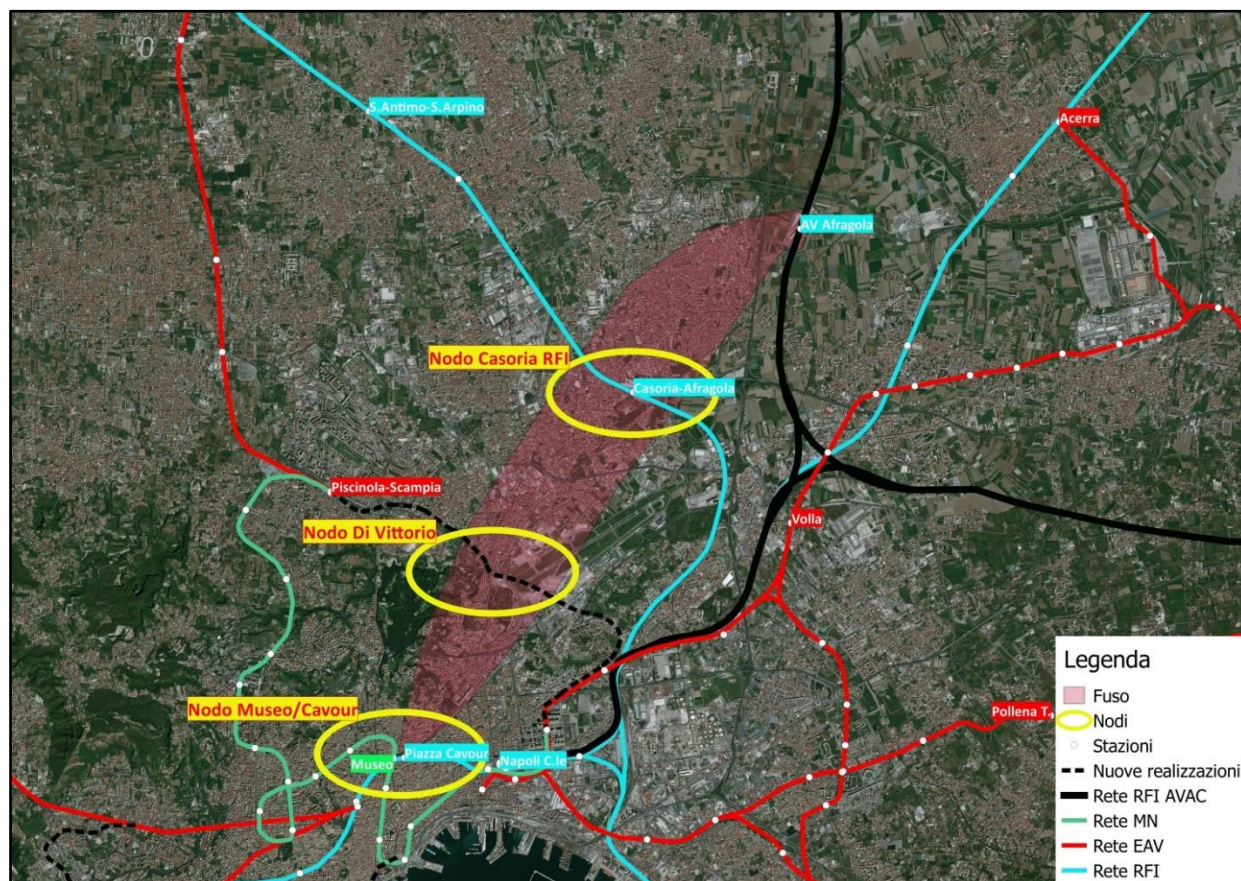 S.Antimo-S.Arpino
Acerra
AV Afragola
Nodo Casoria RFI
Casoria-Afragola
Piscinola-Scampia
Nodo Di Vittorio
Volla
Nodo Museo/Cavour
Piazza Cavour
Museo
Napoli C.le
Pollena T.
Legenda
Fuso
Nodi
Stazioni
Nuove realizzazioni
Rete RFI AVAC
Rete MN
Rete EAV
Rete RFI